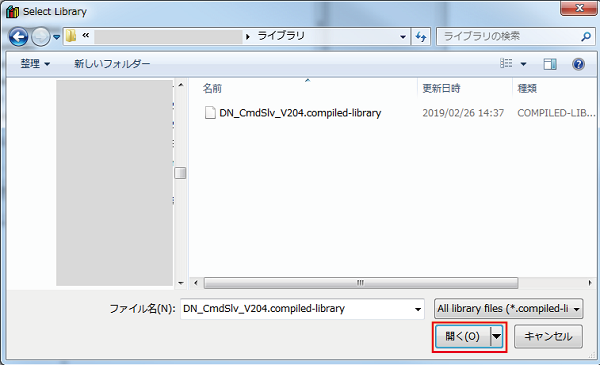 Select Library
« ライブラリ
ライブラリの検索
整理 新しいフォルダー
名前 更新日時 種類
DN_CmdSlv_V204.compiled-library 2019/02/26 14:37 COMPILED-LIB...
ファイル名(N): DN_CmdSlv_V204.compiled-library All library files (*.compiled-li
開く(O) キャンセル